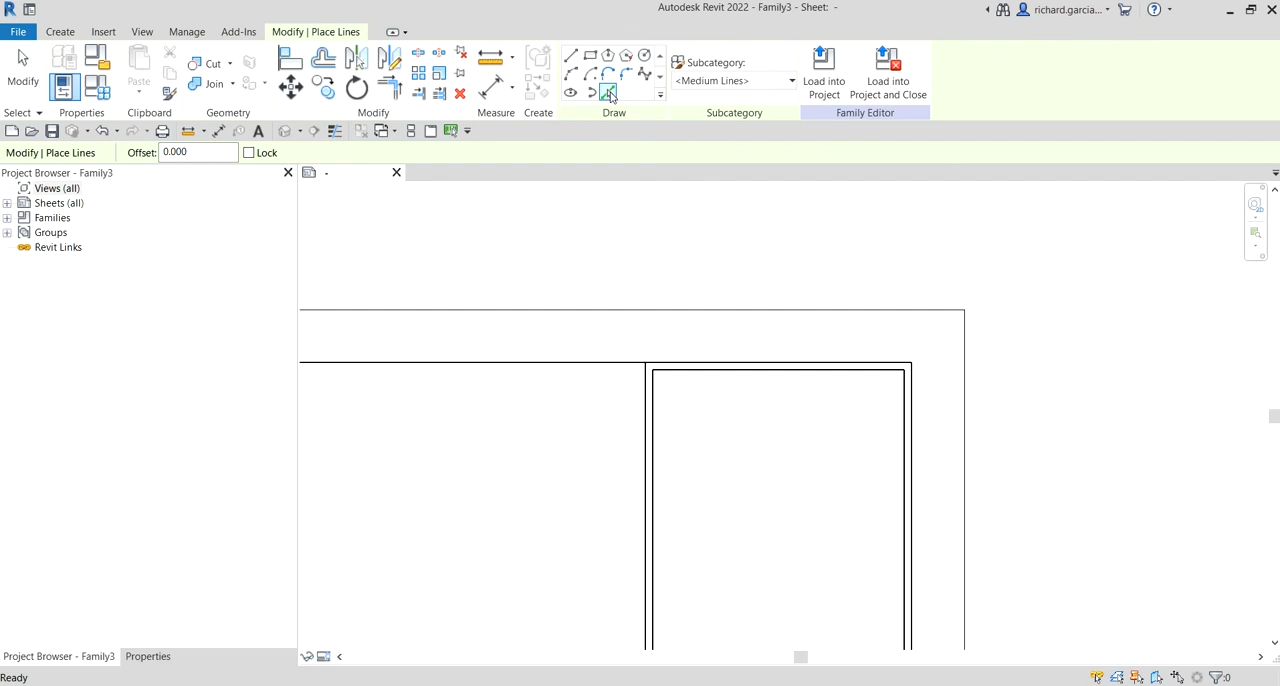 Autodesk Revit 2022 - Family3 - Sheet: -
richard.garcia...
File Create Insert View Manage Add-Ins Modify | Place Lines
Modify
Paste
Cut
Join
Subcategory:
<Medium Lines>
Load into
Project
Load into
Project and Close
Select Properties Clipboard Geometry Modify Measure Create Draw Subcategory Family Editor
Modify | Place Lines Offset: 0.000 Lock
Project Browser - Family3
-
Views (all)
Sheets (all)
Families
Groups
Revit Links
Project Browser - Family3 Properties
Ready
:0